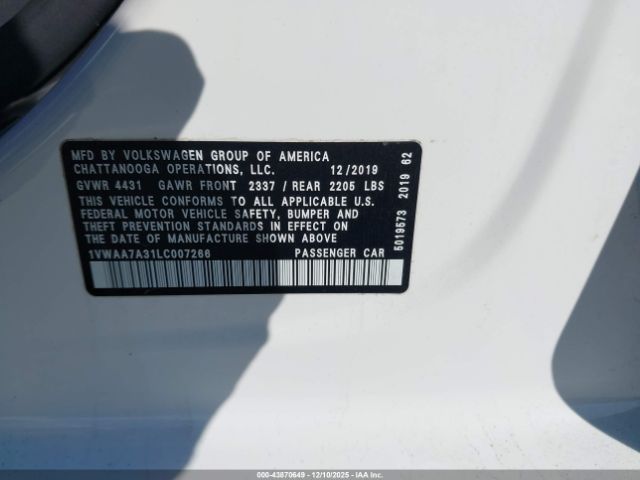 MFD BY VOLKSWAGEN GROUP OF AMERICA
CHATTANOOGA OPERATIONS, LLC. 12/2019
GVWR 4431 GAWR FRONT 2337 / REAR 2205 LBS
THIS VEHICLE CONFORMS TO ALL APPLICABLE U.S.
FEDERAL MOTOR VEHICLE SAFETY, BUMPER AND
THEFT PREVENTION STANDARDS IN EFFECT ON THE
DATE OF MANUFACTURE SHOWN ABOVE
1VWAA7A31LC007266 PASSENGER CAR
5019573 2019 62
000-43870649 - 12/10/2025 - IAAI.COM